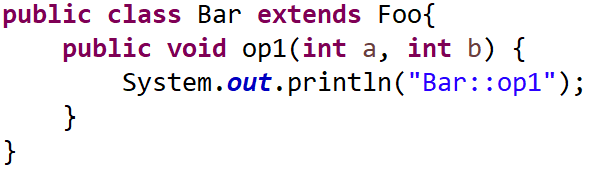 public class Bar extends Foo{
    public void op1(int a, int b) {
        System.out.println("Bar::op1");
    }
}